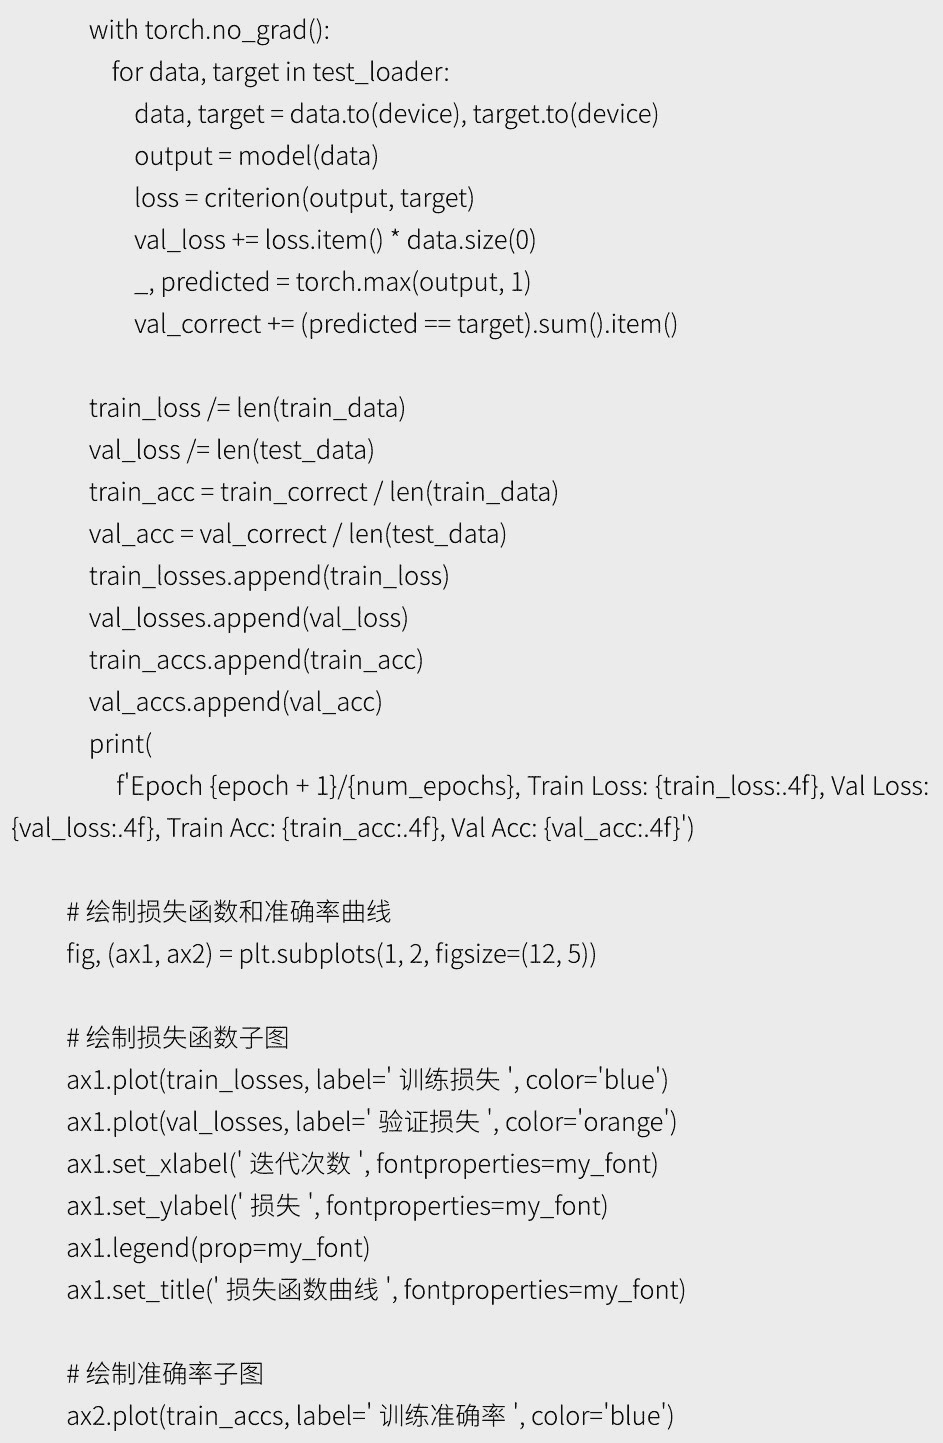 with torch.no_grad():
for data, target in test_loader:
data, target = data.to(device), target.to(device)
output = model(data)
loss = criterion(output, target)
val_loss += loss.item() * data.size(0)
_, predicted = torch.max(output, 1)
val_correct += (predicted == target).sum().item()
train_loss /= len(train_data)
val_loss /= len(test_data)
train_acc = train_correct / len(train_data)
val_acc = val_correct / len(test_data)
train_losses.append(train_loss)
val_losses.append(val_loss)
train_accs.append(train_acc)
val_accs.append(val_acc)
print(
f'Epoch {epoch + 1}/{num_epochs}, Train Loss: {train_loss:.4f}, Val Loss:
{val_loss:.4f}, Train Acc: {train_acc:.4f}, Val Acc: {val_acc:.4f}')
# 绘制损失函数和准确率曲线
fig, (ax1, ax2) = plt.subplots(1, 2, figsize=(12, 5))
# 绘制损失函数子图
ax1.plot(train_losses, label=' 训练损失 ', color='blue')
ax1.plot(val_losses, label=' 验证损失 ', color='orange')
ax1.set_xlabel(' 迭代次数 ', fontproperties=my_font)
ax1.set_ylabel(' 损失 ', fontproperties=my_font)
ax1.legend(prop=my_font)
ax1.set_title(' 损失函数曲线 ', fontproperties=my_font)
# 绘制准确率子图
ax2.plot(train_accs, label=' 训练准确率 ', color='blue')